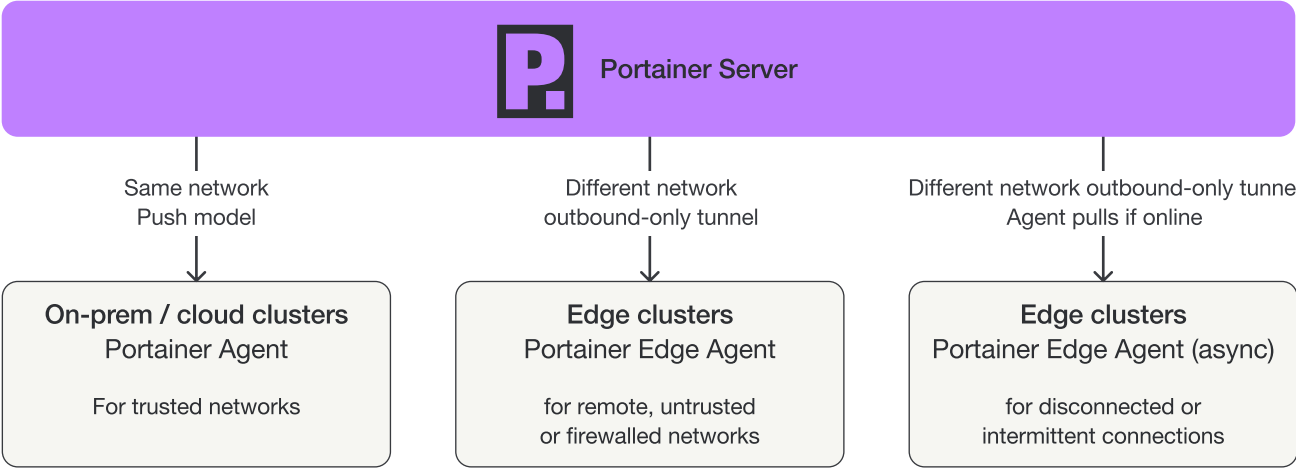 P.
Portainer Server
Same network
Push model
Different network
outbound-only tunnel
Different network outbound-only tunne
Agent pulls if online
On-prem / cloud clusters
Portainer Agent
For trusted networks
Edge clusters
Portainer Edge Agent
for remote, untrusted
or firewalled networks
Edge clusters
Portainer Edge Agent (async)
for disconnected or
intermittent connections